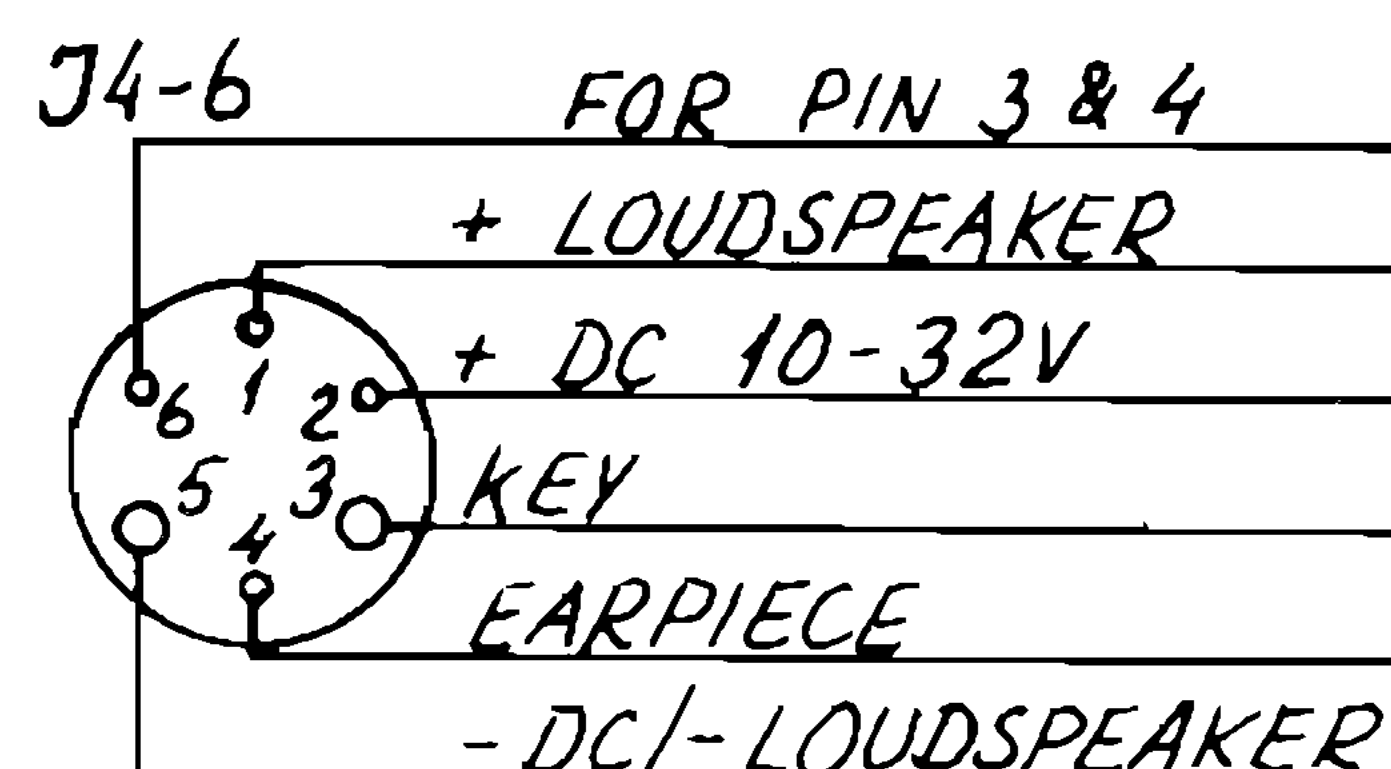 J4-6
FOR PIN 3 & 4
+ LOUDSPEAKER
+ DC 10-32V
1
6
2
KEY
5
3
4
EARPIECE
- DC/- LOUDSPEAKER